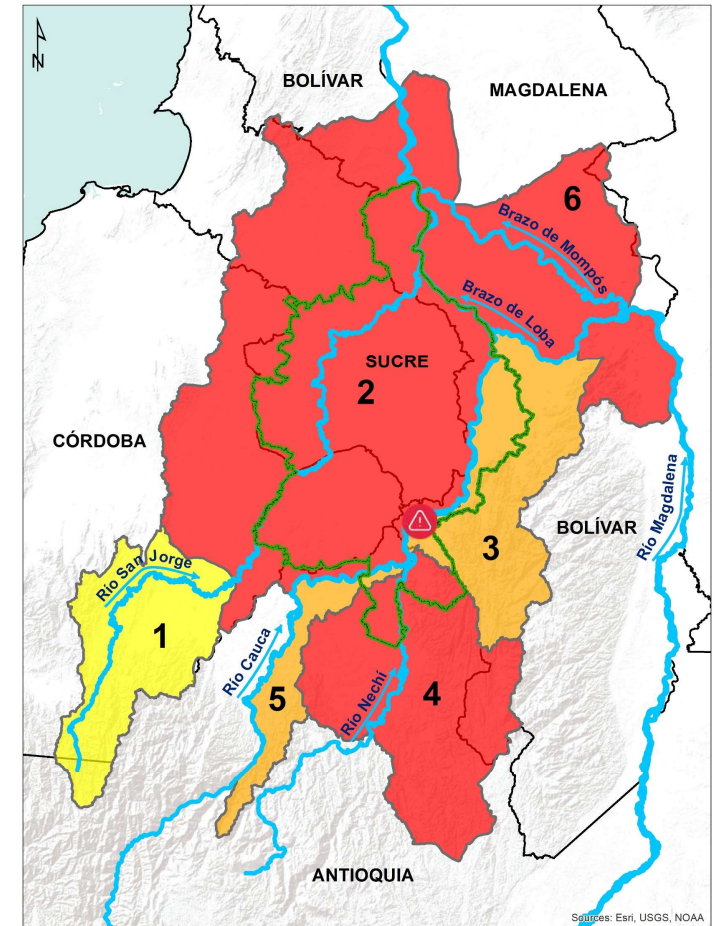 N
BOLÍVAR
MAGDALENA
6
Brazo de Mompós
Brazo de Loba
SUCRE
2
CÓRDOBA
Río Magdalena
BOLÍVAR
3
Río San Jorge
1
Río Cauca
5
Río Nechí
4
ANTIOQUIA
Sources: Esri, USGS, NOAA